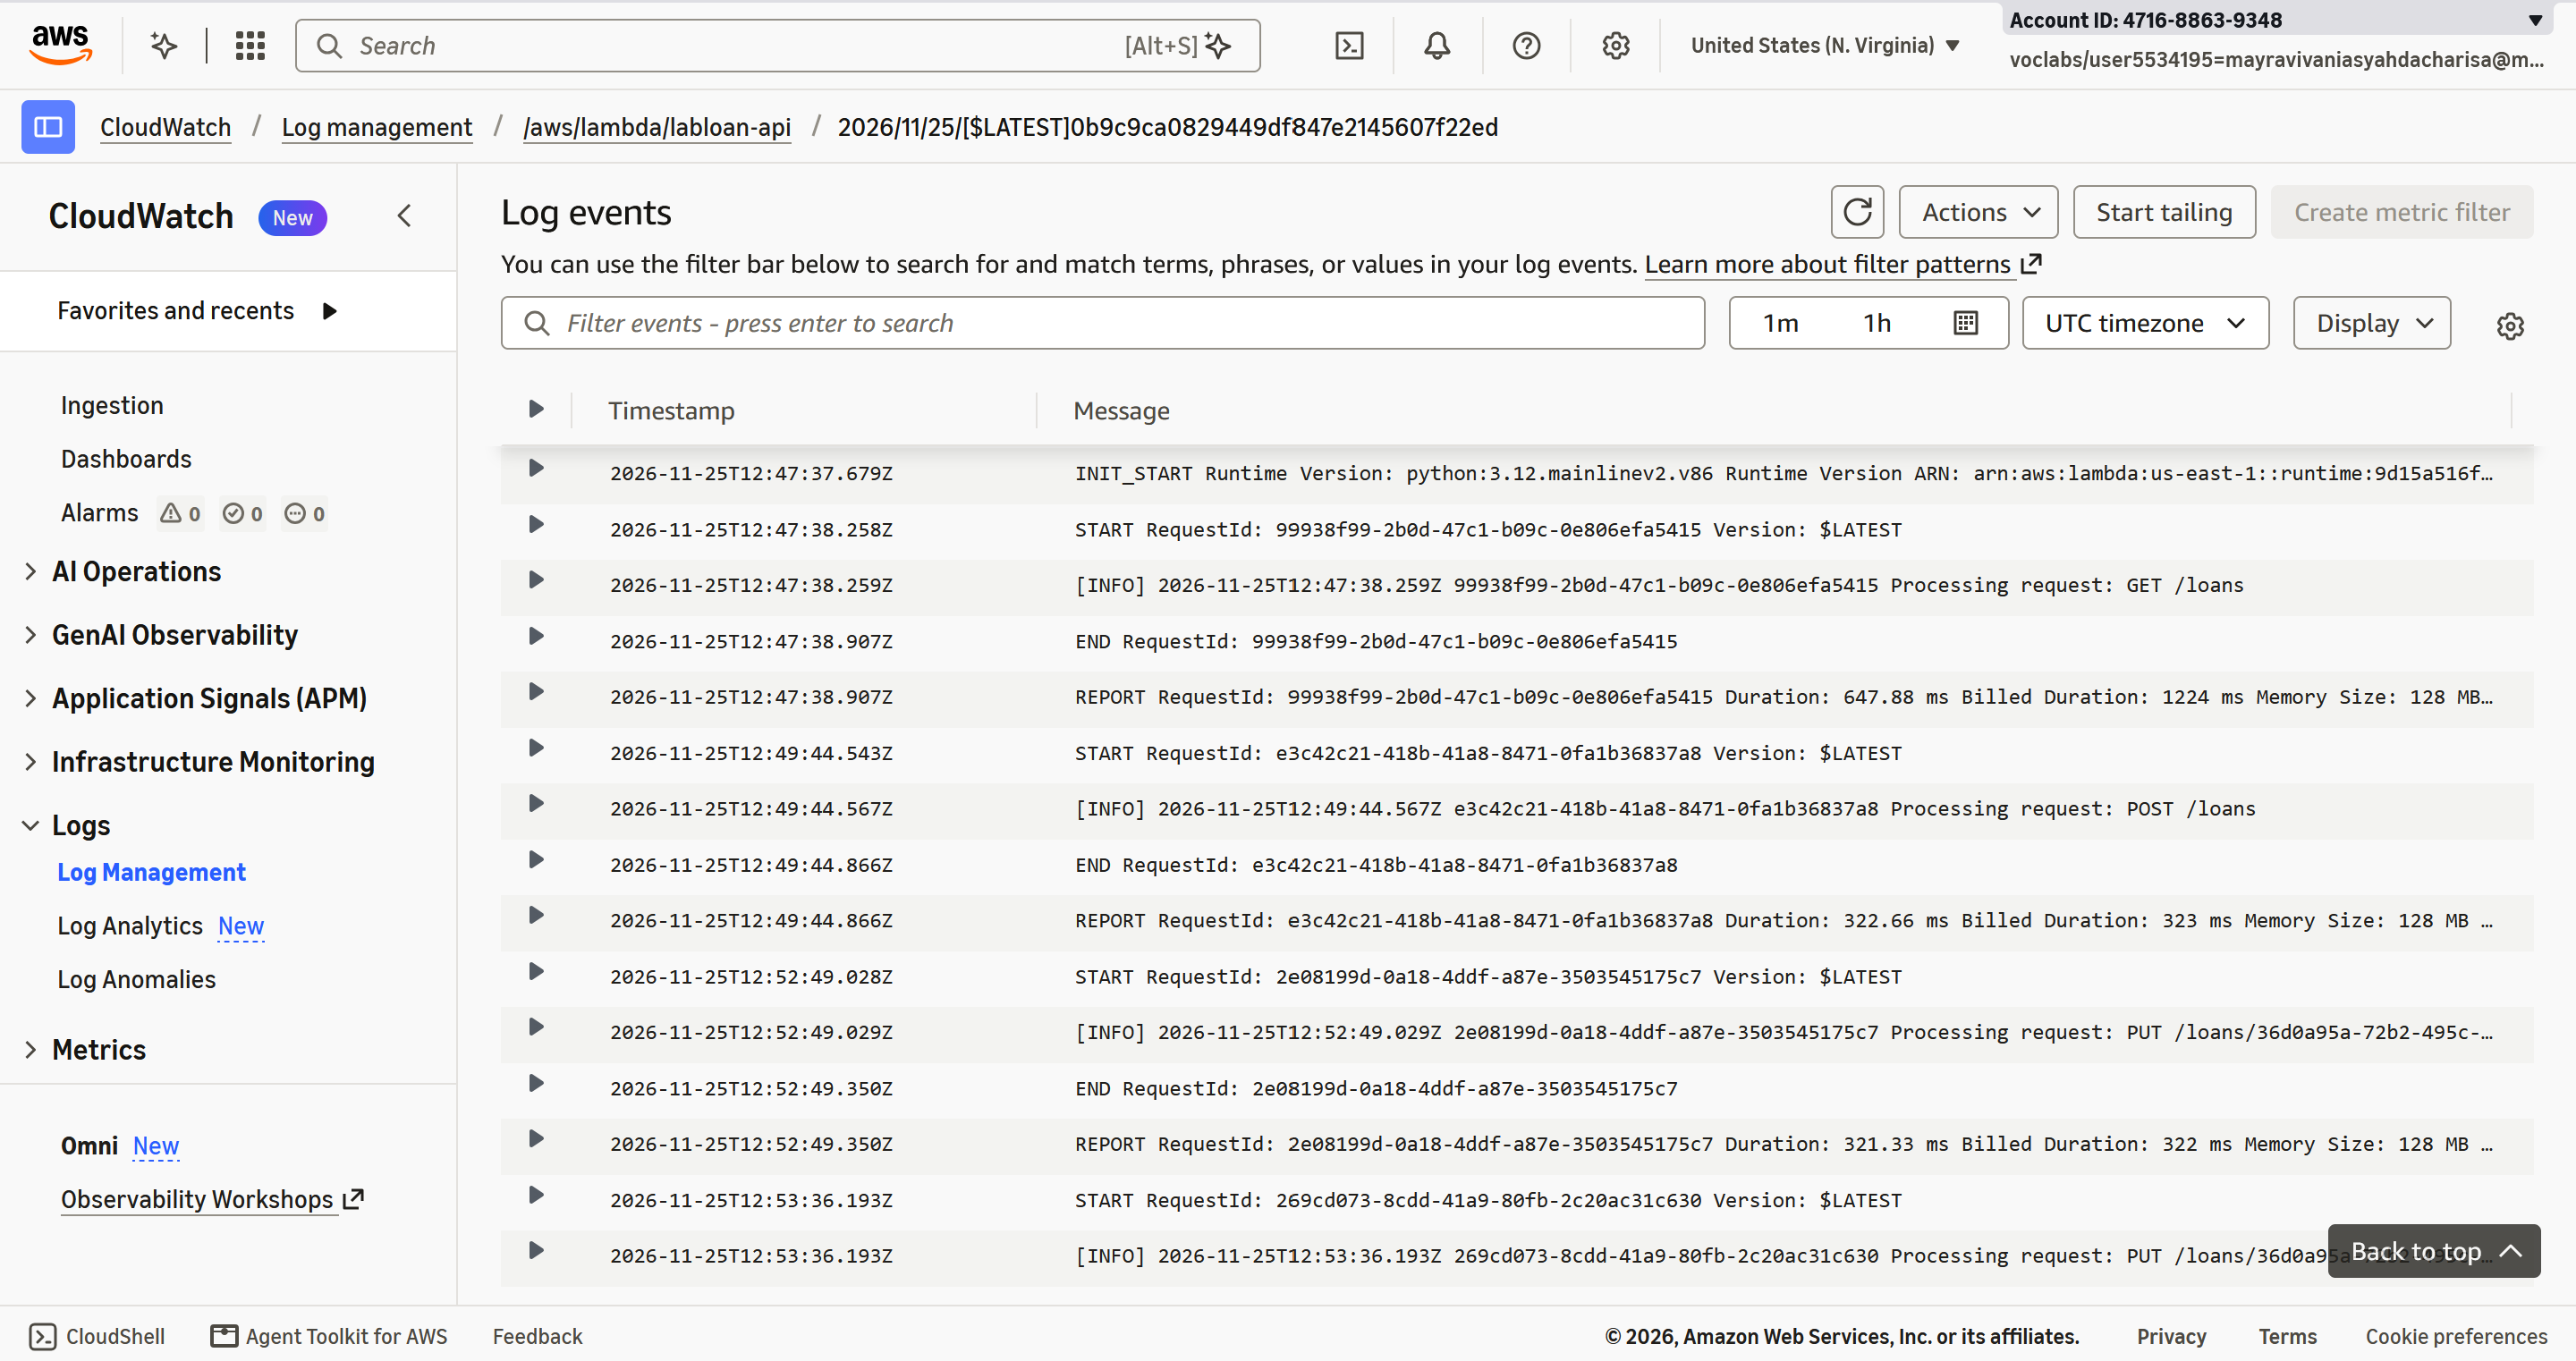 aws
Search
[Alt+S]
United States (N. Virginia)
Account ID: 4716-8863-9348
voclabs/user5534195=mayravivaniasyahdacharisa@m...
CloudWatch / Log management / /aws/lambda/labloan-api / 2026/11/25/[$LATEST]0b9c9ca0829449df847e2145607f22ed
CloudWatch New
Favorites and recents
Ingestion
Dashboards
Alarms 0 0 0
AI Operations
GenAI Observability
Application Signals (APM)
Infrastructure Monitoring
Logs
Log Management
Log Analytics New
Log Anomalies
Metrics
Omni New
Observability Workshops
Log events
Actions
Start tailing
Create metric filter
You can use the filter bar below to search for and match terms, phrases, or values in your log events. Learn more about filter patterns
Filter events - press enter to search
1m 1h
UTC timezone
Display
Timestamp Message
2026-11-25T12:47:37.679Z INIT_START Runtime Version: python:3.12.mainlinev2.v86 Runtime Version ARN: arn:aws:lambda:us-east-1::runtime:9d15a516f…
2026-11-25T12:47:38.258Z START RequestId: 99938f99-2b0d-47c1-b09c-0e806efa5415 Version: $LATEST
2026-11-25T12:47:38.259Z [INFO] 2026-11-25T12:47:38.259Z 99938f99-2b0d-47c1-b09c-0e806efa5415 Processing request: GET /loans
2026-11-25T12:47:38.907Z END RequestId: 99938f99-2b0d-47c1-b09c-0e806efa5415
2026-11-25T12:47:38.907Z REPORT RequestId: 99938f99-2b0d-47c1-b09c-0e806efa5415 Duration: 647.88 ms Billed Duration: 1224 ms Memory Size: 128 MB…
2026-11-25T12:49:44.543Z START RequestId: e3c42c21-418b-41a8-8471-0fa1b36837a8 Version: $LATEST
2026-11-25T12:49:44.567Z [INFO] 2026-11-25T12:49:44.567Z e3c42c21-418b-41a8-8471-0fa1b36837a8 Processing request: POST /loans
2026-11-25T12:49:44.866Z END RequestId: e3c42c21-418b-41a8-8471-0fa1b36837a8
2026-11-25T12:49:44.866Z REPORT RequestId: e3c42c21-418b-41a8-8471-0fa1b36837a8 Duration: 322.66 ms Billed Duration: 323 ms Memory Size: 128 MB …
2026-11-25T12:52:49.028Z START RequestId: 2e08199d-0a18-4ddf-a87e-3503545175c7 Version: $LATEST
2026-11-25T12:52:49.029Z [INFO] 2026-11-25T12:52:49.029Z 2e08199d-0a18-4ddf-a87e-3503545175c7 Processing request: PUT /loans/36d0a95a-72b2-495c-…
2026-11-25T12:52:49.350Z END RequestId: 2e08199d-0a18-4ddf-a87e-3503545175c7
2026-11-25T12:52:49.350Z REPORT RequestId: 2e08199d-0a18-4ddf-a87e-3503545175c7 Duration: 321.33 ms Billed Duration: 322 ms Memory Size: 128 MB …
2026-11-25T12:53:36.193Z START RequestId: 269cd073-8cdd-41a9-80fb-2c20ac31c630 Version: $LATEST
2026-11-25T12:53:36.193Z [INFO] 2026-11-25T12:53:36.193Z 269cd073-8cdd-41a9-80fb-2c20ac31c630 Processing request: PUT
Back to top
CloudShell
Agent Toolkit for AWS
Feedback
© 2026, Amazon Web Services, Inc. or its affiliates.
Privacy
Terms
Cookie preferences